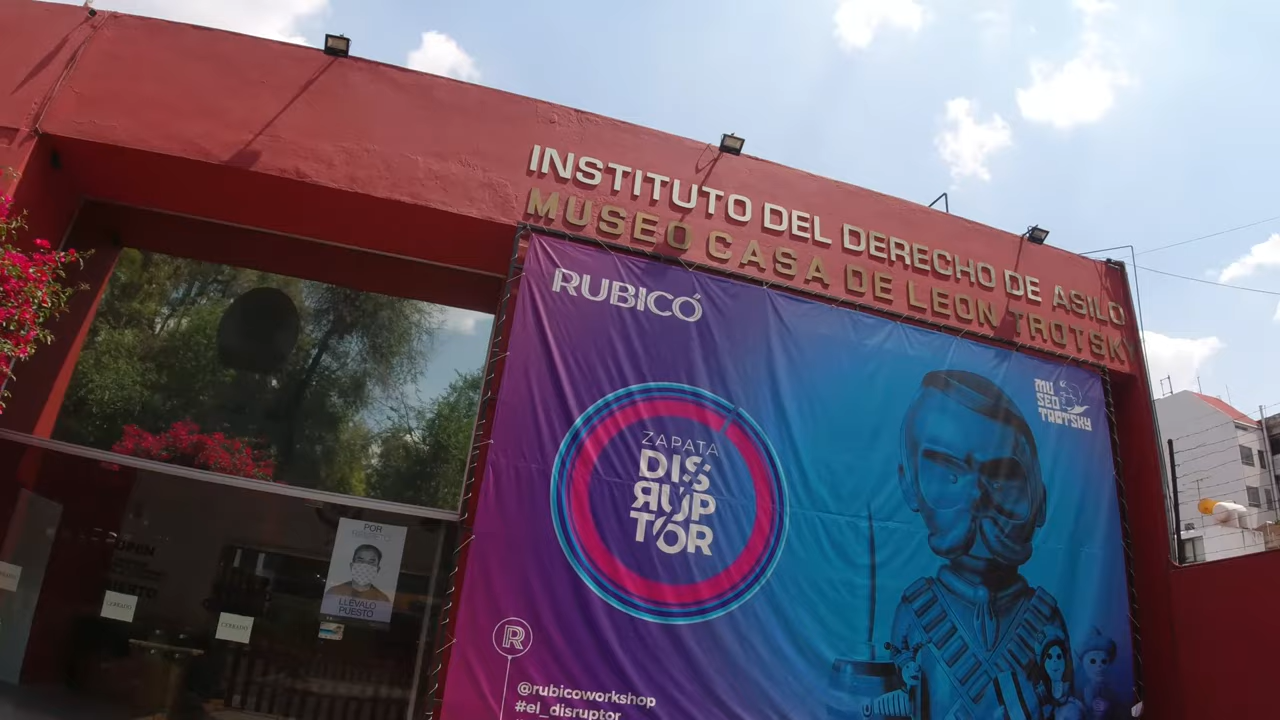 INSTITUTO DEL DERECHO DE ASILO
MUSEO CASA DE LEON TROTSKY
RUBICÓ
MU
SEO
TROTSKY
ZAPATA
DIS
RUP
TOR
R
@rubicoworkshop
#el_disruptor
POR
LLÉVALO
PUESTO
CERRADO
CERRADO